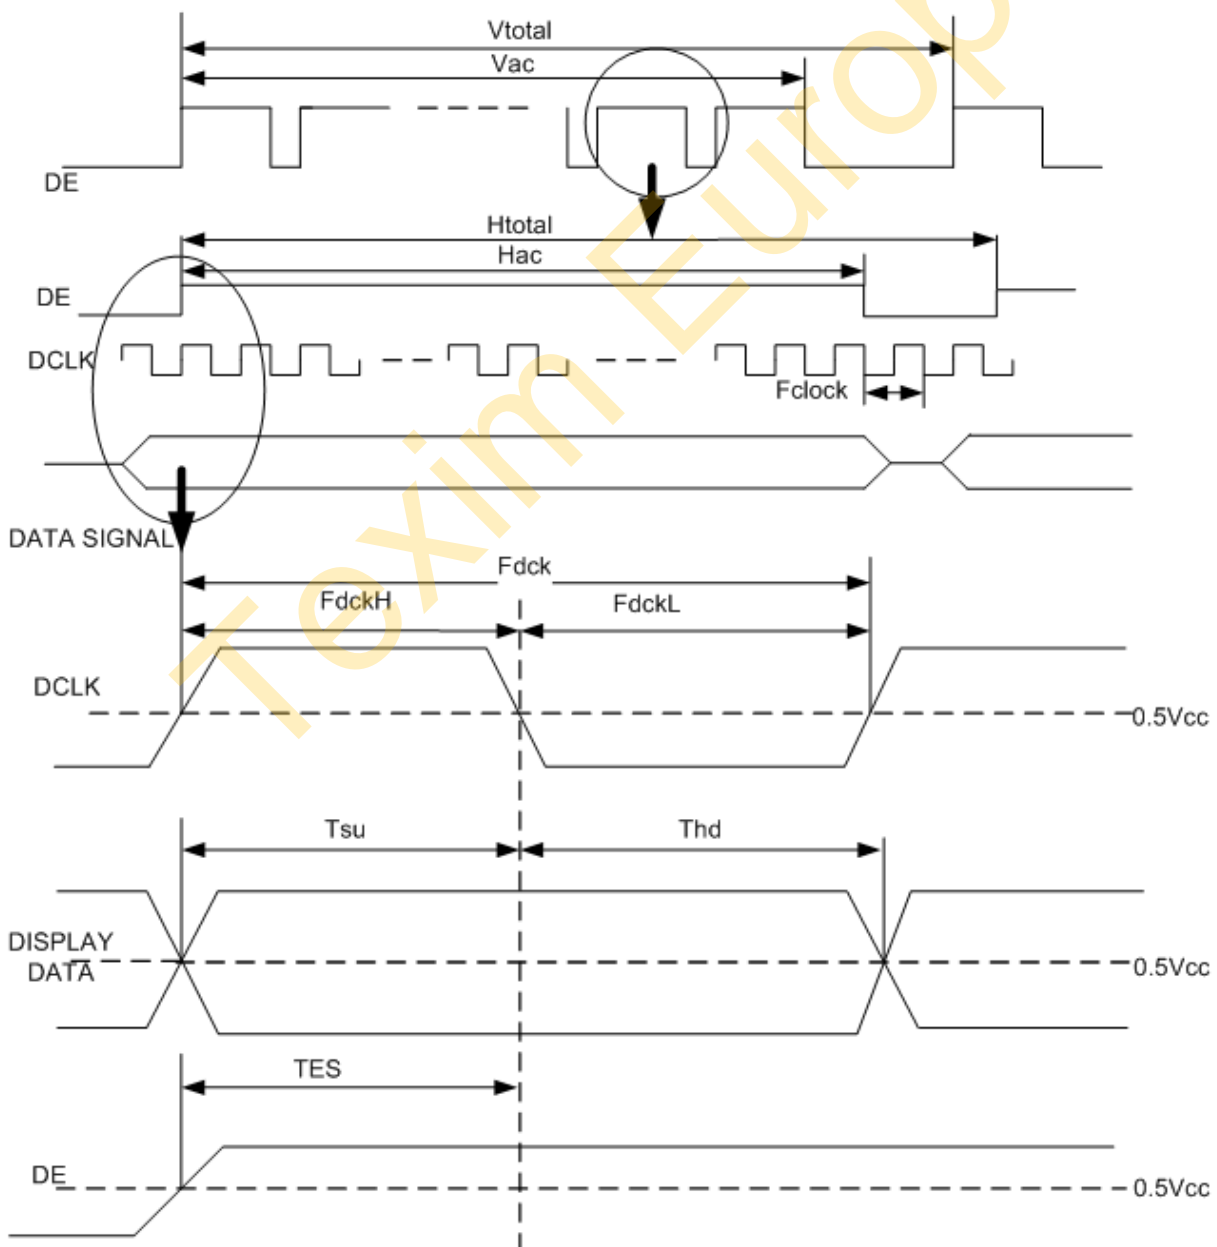 Vtotal
Vac
DE
Htotal
Hac
DE
DCLK
Fclock
DATA SIGNAL
Fdck
FdckH
FdckL
DCLK
0.5Vcc
Tsu
Thd
DISPLAY
DATA
0.5Vcc
TES
DE
0.5Vcc
Texim Europ